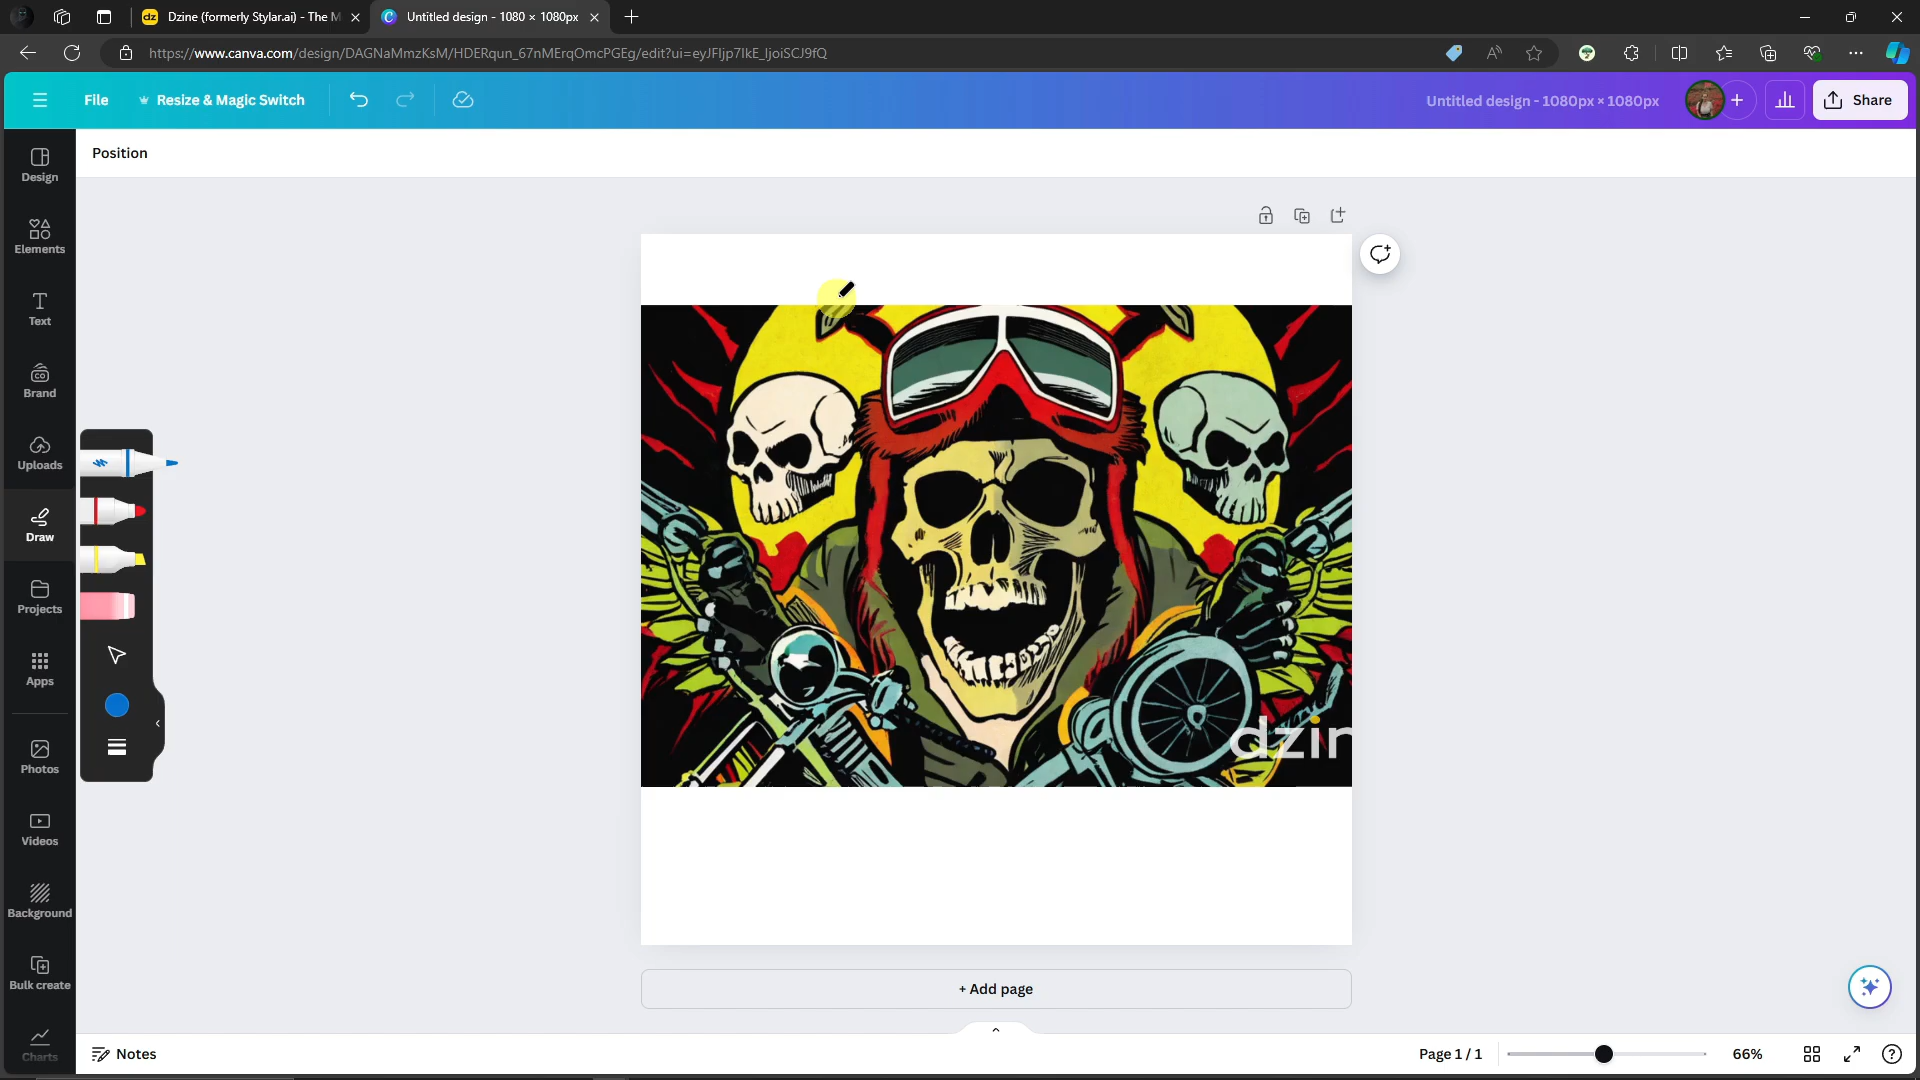 Dzine (formerly Stylar.ai) - The M
Untitled design - 1080 × 1080px
https://www.canva.com/design/DAGNaMmzKsM/HDERqun_67nMErqOmcPGEg/edit?ui=eyJFIjp7IkE_IjoiSCJ9fQ
File
Resize & Magic Switch
Untitled design - 1080px × 1080px
Share
Position
Design
Elements
Text
Brand
Uploads
Draw
Projects
Apps
Photos
Videos
Background
Bulk create
Charts
dzin
+ Add page
Notes
Page 1 / 1
66%